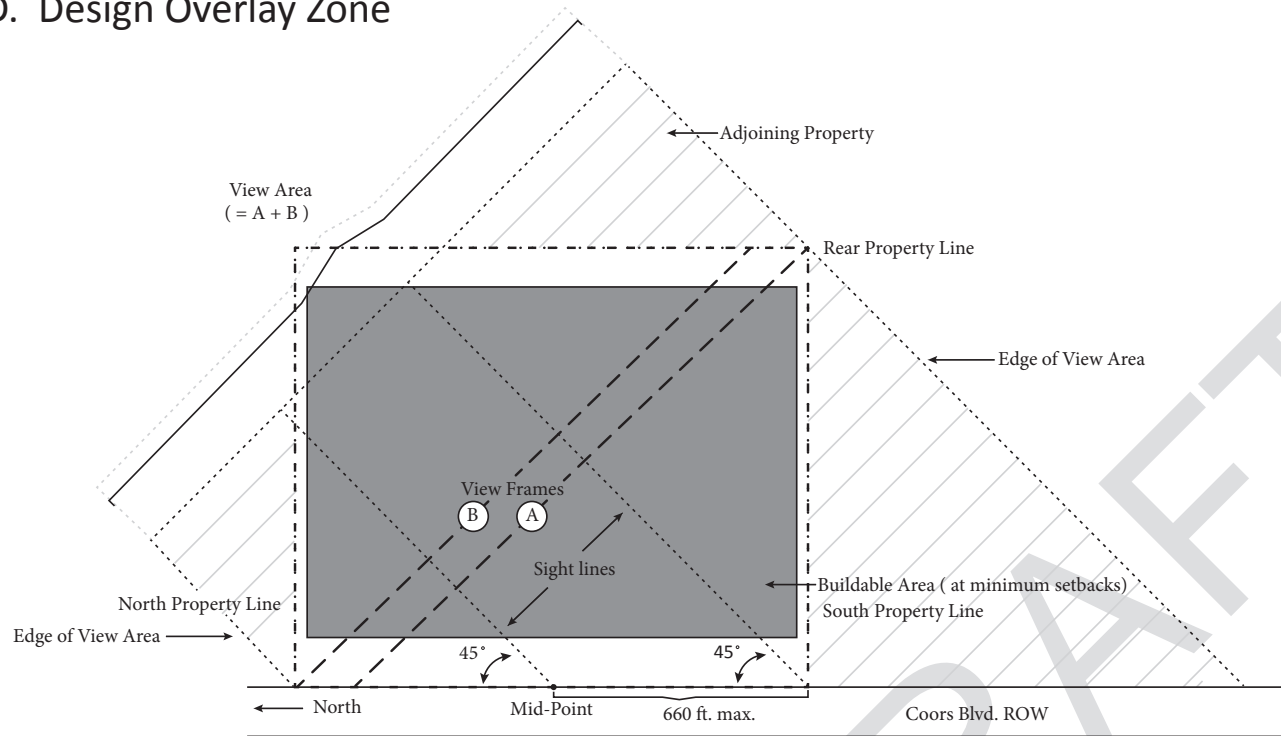 D. Design Overlay Zone
Adjoining Property
View Area
( = A + B )
Rear Property Line
Edge of View Area
View Frames
B
A
Sight lines
Buildable Area ( at minimum setbacks)
South Property Line
North Property Line
Edge of View Area
45°
45°
North
Mid-Point
660 ft. max.
Coors Blvd. ROW
DRAFT